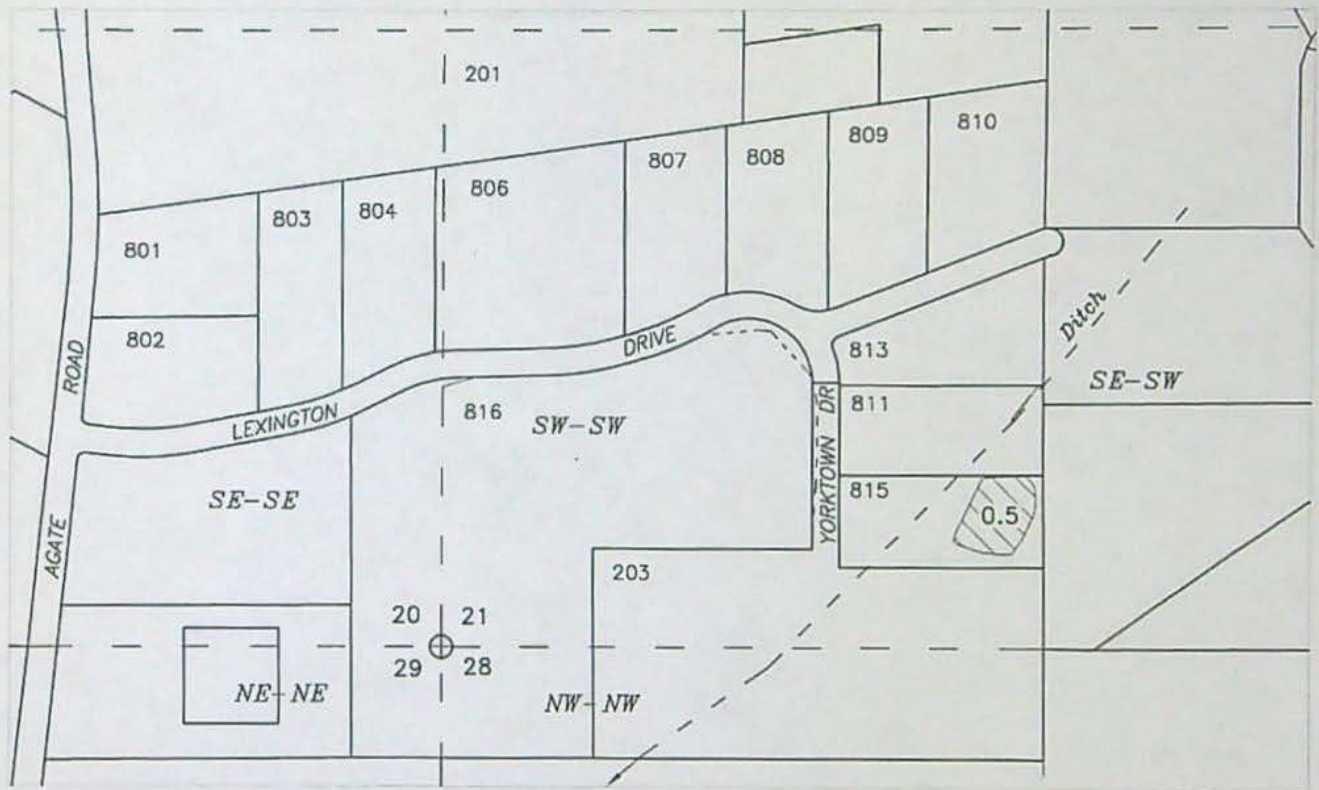 201
810
809
808
807
806
804
803
801
802
DRIVE
Ditch
ROAD
813
SE-SW
LEXINGTON
816
SW-SW
YORKTOWN DR
811
SE-SE
815
0.5
AGATE
203
20 21
29 28
NE-NE
NW-NW